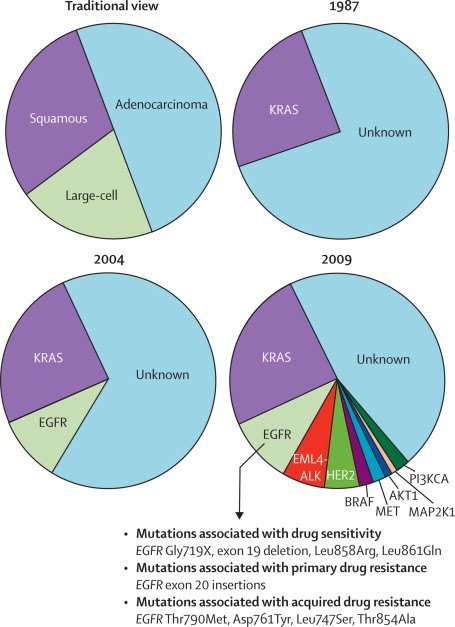 Traditional view
Squamous
Adenocarcinoma
Large-cell
1987
KRAS
Unknown
2004
KRAS
EGFR
Unknown
2009
KRAS
EGFR
EML4-
ALK
HER2
BRAF
MET
AKT1
MAP2K1
PI3KCA
Unknown
• Mutations associated with drug sensitivity
EGFR Gly719X, exon 19 deletion, Leu858Arg, Leu861Gln
• Mutations associated with primary drug resistance
EGFR exon 20 insertions
• Mutations associated with acquired drug resistance
EGFR Thr790Met, Asp761Tyr, Leu747Ser, Thr854Ala